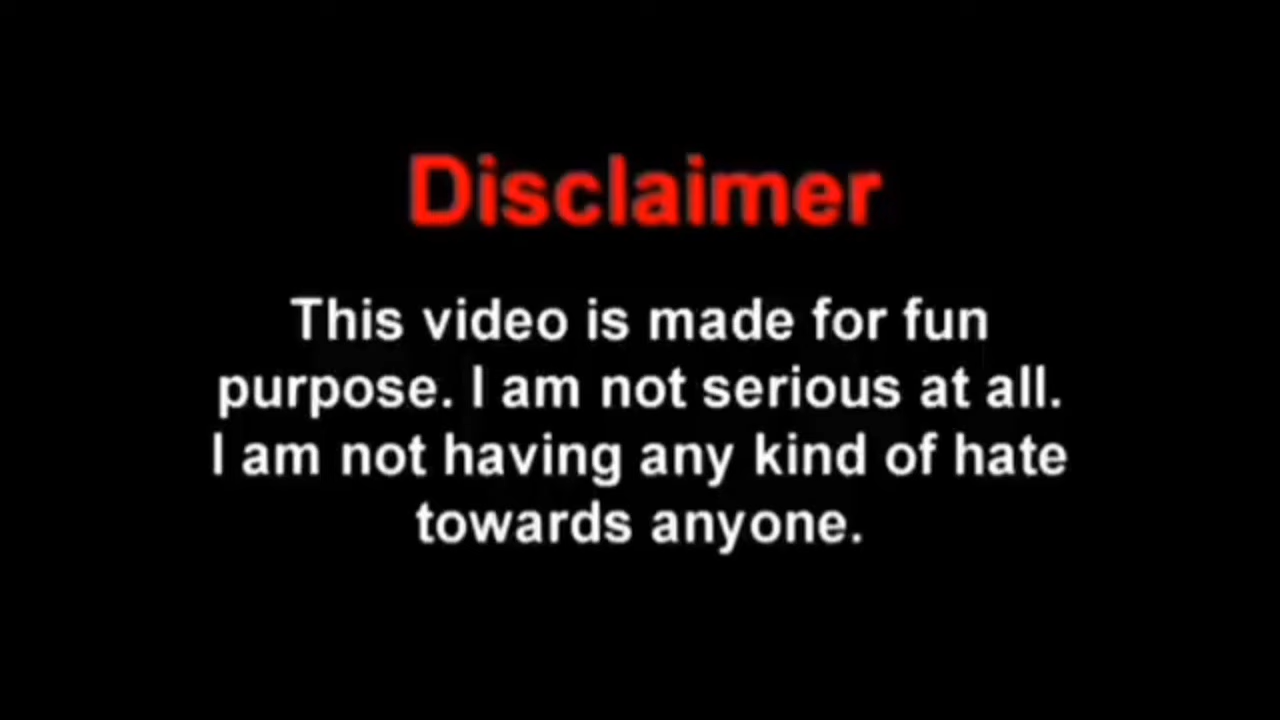 Disclaimer
This video is made for fun
purpose. I am not serious at all.
I am not having any kind of hate
towards anyone.